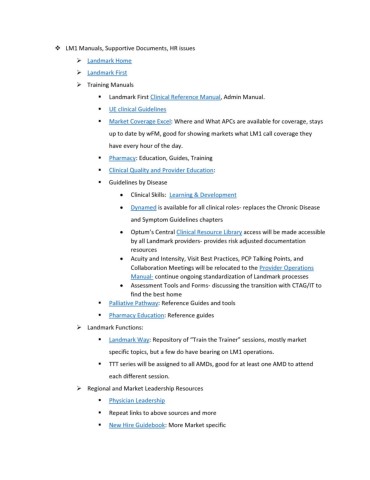 ❖ LM1 Manuals, Supportive Documents, HR issues
➢ Landmark Home
➢ Landmark First
➢ Training Manuals
▪ Landmark First Clinical Reference Manual, Admin Manual.
▪ UE clinical Guidelines
▪ Market Coverage Excel: Where and What APCs are available for coverage, stays
up to date by wFM, good for showing markets what LM1 call coverage they
have every hour of the day.
▪ Pharmacy: Education, Guides, Training
▪ Clinical Quality and Provider Education:
▪ Guidelines by Disease
• Clinical Skills: Learning & Development
• Dynamed is available for all clinical roles- replaces the Chronic Disease
and Symptom Guidelines chapters
• Optum's Central Clinical Resource Library access will be made accessible
by all Landmark providers- provides risk adjusted documentation
resources
• Acuity and Intensity, Visit Best Practices, PCP Talking Points, and
Collaboration Meetings will be relocated to the Provider Operations
Manual- continue ongoing standardization of Landmark processes
• Assessment Tools and Forms- discussing the transition with CTAG/IT to
find the best home
▪ Palliative Pathway: Reference Guides and tools
▪ Pharmacy Education: Reference guides
➢ Landmark Functions:
▪ Landmark Way: Repository of "Train the Trainer" sessions, mostly market
specific topics, but a few do have bearing on LM1 operations.
▪ TTT series will be assigned to all AMDs, good for at least one AMD to attend
each different session.
➢ Regional and Market Leadership Resources
▪ Physician Leadership
▪ Repeat links to above sources and more
▪ New Hire Guidebook: More Market specific